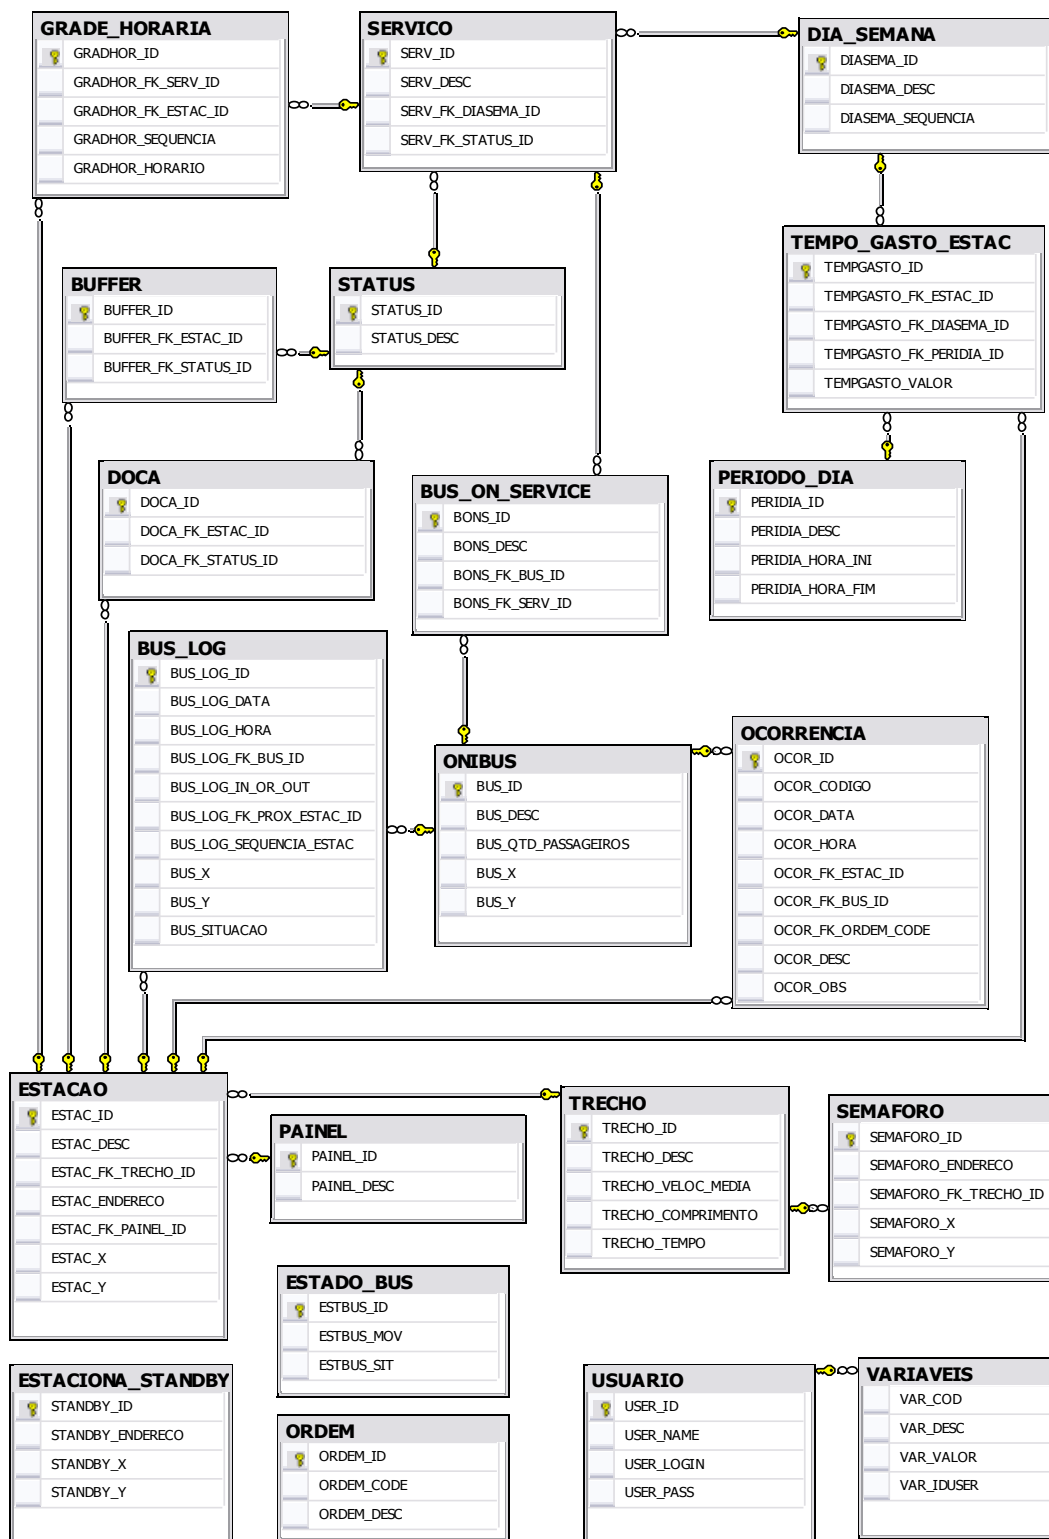 GRADE_HORARIA
GRADHOR_ID
GRADHOR_FK_SERV_ID
GRADHOR_FK_ESTAC_ID
GRADHOR_SEQUENCIA
GRADHOR_HORARIO
SERVICO
SERV_ID
SERV_DESC
SERV_FK_DIASEMA_ID
SERV_FK_STATUS_ID
DIA_SEMANA
DIASEMA_ID
DIASEMA_DESC
DIASEMA_SEQUENCIA
TEMPO_GASTO_ESTAC
TEMPGASTO_ID
TEMPGASTO_FK_ESTAC_ID
TEMPGASTO_FK_DIASEMA_ID
TEMPGASTO_FK_PERIDIA_ID
TEMPGASTO_VALOR
BUFFER
BUFFER_ID
BUFFER_FK_ESTAC_ID
BUFFER_FK_STATUS_ID
STATUS
STATUS_ID
STATUS_DESC
DOCA
DOCA_ID
DOCA_FK_ESTAC_ID
DOCA_FK_STATUS_ID
BUS_ON_SERVICE
BONS_ID
BONS_DESC
BONS_FK_BUS_ID
BONS_FK_SERV_ID
PERIODO_DIA
PERIDIA_ID
PERIDIA_DESC
PERIDIA_HORA_INI
PERIDIA_HORA_FIM
BUS_LOG
BUS_LOG_ID
BUS_LOG_DATA
BUS_LOG_HORA
BUS_LOG_FK_BUS_ID
BUS_LOG_IN_OR_OUT
BUS_LOG_FK_PROX_ESTAC_ID
BUS_LOG_SEQUENCIA_ESTAC
BUS_X
BUS_Y
BUS_SITUACAO
ONIBUS
BUS_ID
BUS_DESC
BUS_QTD_PASSAGEIROS
BUS_X
BUS_Y
OCORRENCIA
OCOR_ID
OCOR_CODIGO
OCOR_DATA
OCOR_HORA
OCOR_FK_ESTAC_ID
OCOR_FK_BUS_ID
OCOR_FK_ORDEM_CODE
OCOR_DESC
OCOR_OBS
ESTACAO
ESTAC_ID
ESTAC_DESC
ESTAC_FK_TRECHO_ID
ESTAC_ENDERECO
ESTAC_FK_PAINEL_ID
ESTAC_X
ESTAC_Y
PAINEL
PAINEL_ID
PAINEL_DESC
TRECHO
TRECHO_ID
TRECHO_DESC
TRECHO_VELOC_MEDIA
TRECHO_COMPRIMENTO
TRECHO_TEMPO
SEMAFORO
SEMAFORO_ID
SEMAFORO_ENDERECO
SEMAFORO_FK_TRECHO_ID
SEMAFORO_X
SEMAFORO_Y
ESTADO_BUS
ESTBUS_ID
ESTBUS_MOV
ESTBUS_SIT
ESTACIONA_STANDBY
STANDBY_ID
STANDBY_ENDERECO
STANDBY_X
STANDBY_Y
ORDEM
ORDEM_ID
ORDEM_CODE
ORDEM_DESC
USUARIO
USER_ID
USER_NAME
USER_LOGIN
USER_PASS
VARIAVEIS
VAR_COD
VAR_DESC
VAR_VALOR
VAR_IDUSER